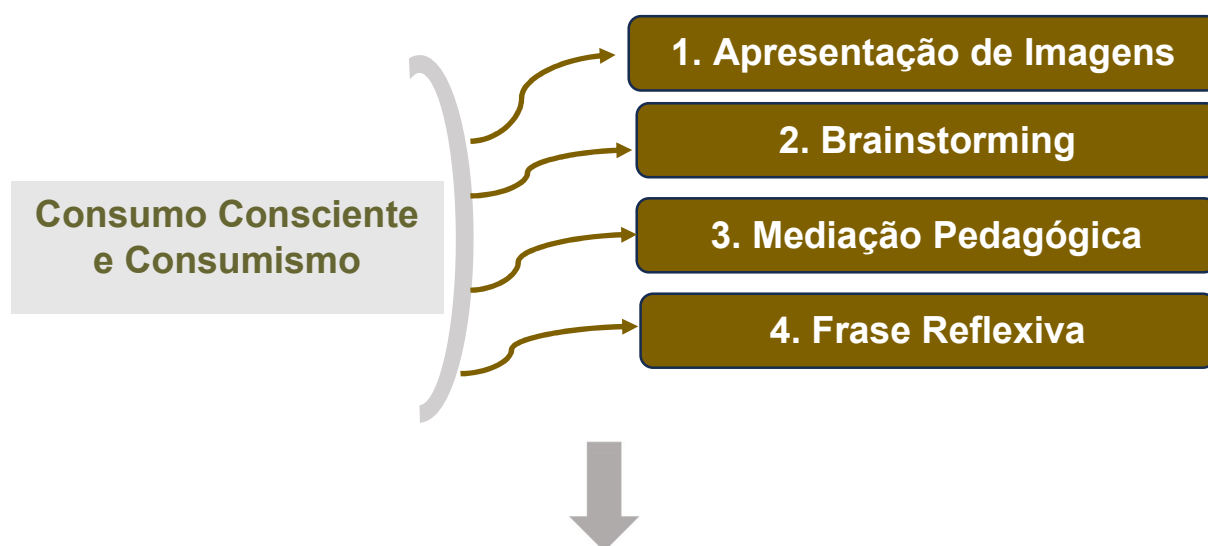 1. Apresentação de Imagens
2. Brainstorming
Consumo Consciente
e Consumismo
3. Mediação Pedagógica
4. Frase Reflexiva